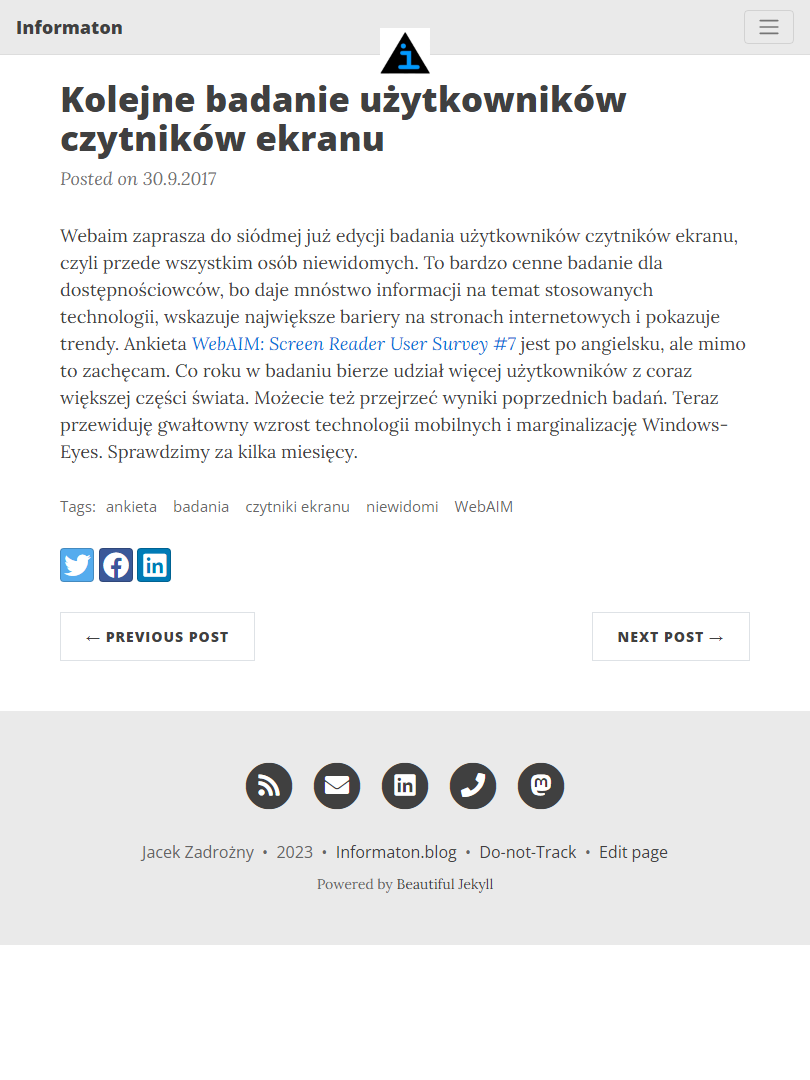 Informaton
i
Kolejne badanie użytkowników
czytników ekranu
Posted on 30.9.2017
Webaim zaprasza do siódmej już edycji badania użytkowników czytników ekranu,
czyli przede wszystkim osób niewidomych. To bardzo cenne badanie dla
dostępnościowców, bo daje mnóstwo informacji na temat stosowanych
technologii, wskazuje największe bariery na stronach internetowych i pokazuje
trendy. Ankieta WebAIM: Screen Reader User Survey #7 jest po angielsku, ale mimo
to zachęcam. Co roku w badaniu bierze udział więcej użytkowników z coraz
większej części świata. Możecie też przejrzeć wyniki poprzednich badań. Teraz
przewiduję gwałtowny wzrost technologii mobilnych i marginalizację Windows-
Eyes. Sprawdzimy za kilka miesięcy.
Tags: ankieta badania czytniki ekranu niewidomi WebAIM
← PREVIOUS POST NEXT POST →
Jacek Zadrożny • 2023 • Informaton.blog • Do-not-Track • Edit page
Powered by Beautiful Jekyll